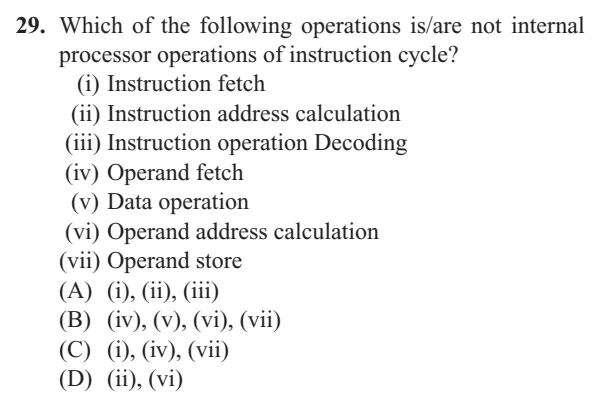 29. Which of the following operations is/are not internal
processor operations of instruction cycle?
(i) Instruction fetch
(ii) Instruction address calculation
(iii) Instruction operation Decoding
(iv) Operand fetch
(v) Data operation
(vi) Operand address calculation
(vii) Operand store
(A) (i), (ii), (iii)
(B) (iv), (v), (vi), (vii)
(C) (i), (iv), (vii)
(D) (ii), (vi)